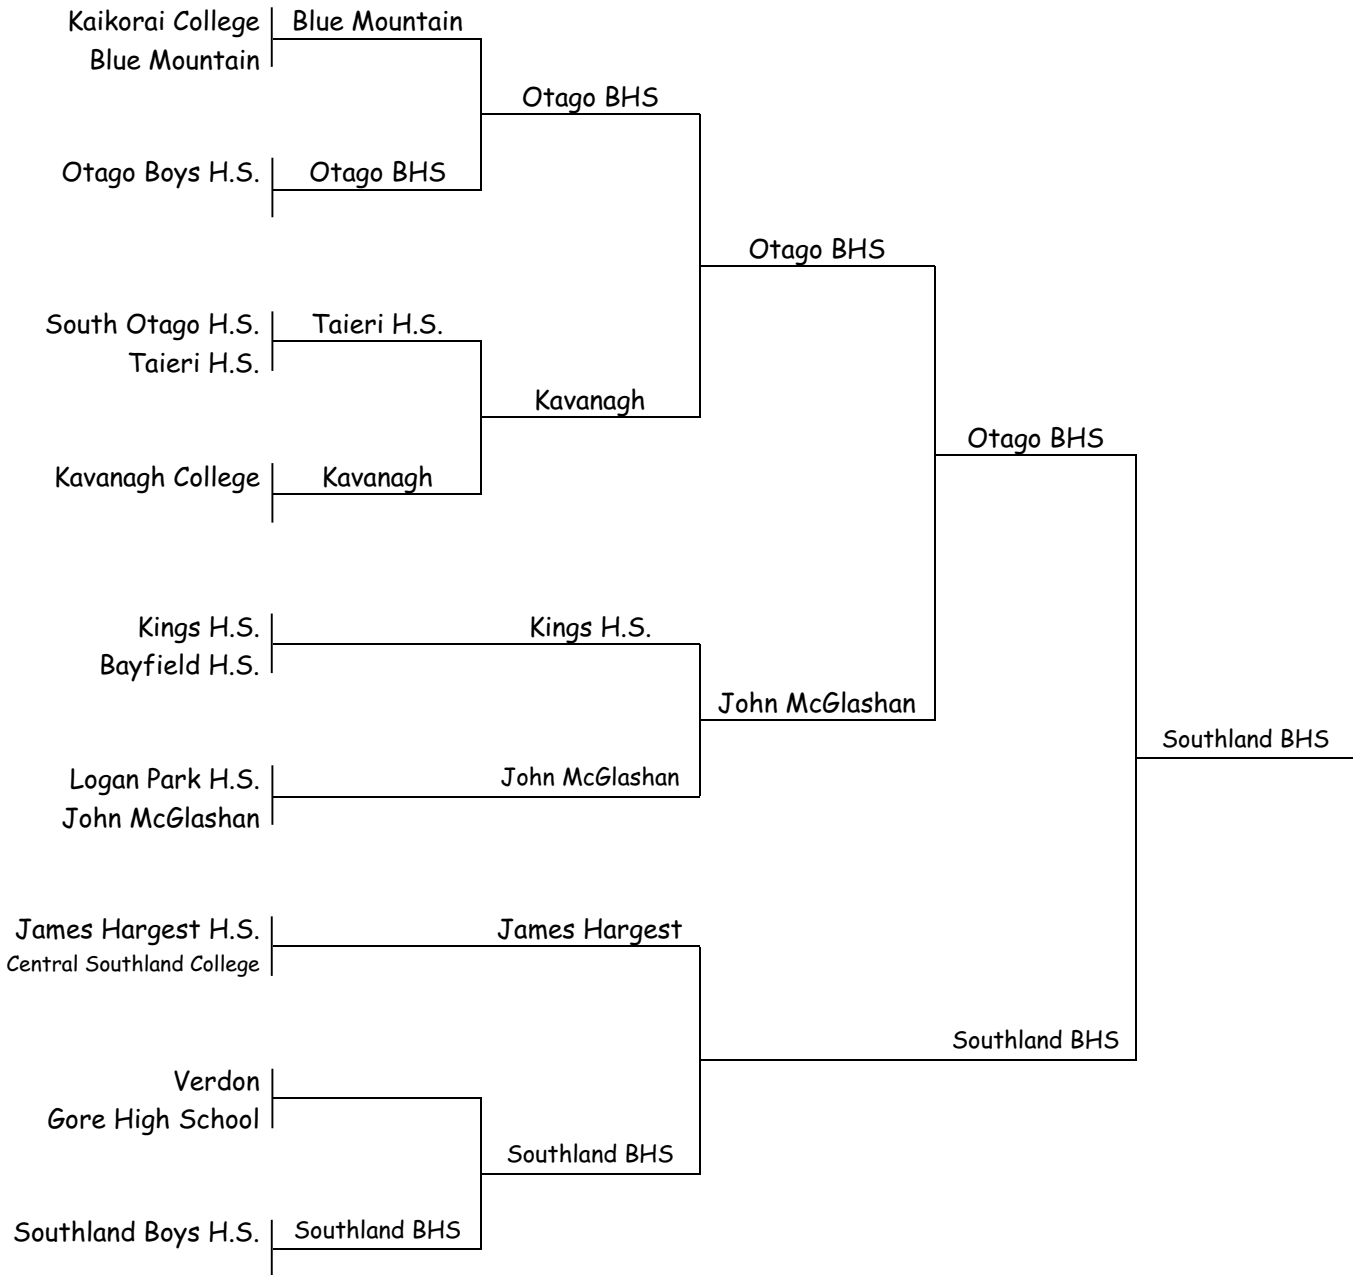 Kaikorai College
Blue Mountain
Blue Mountain
Otago BHS
Otago Boys H.S.
Otago BHS
Otago BHS
South Otago H.S.
Taieri H.S.
Taieri H.S.
Kavanagh
Otago BHS
Kavanagh College
Kavanagh
Kings H.S.
Kings H.S.
Bayfield H.S.
John McGlashan
Southland BHS
Logan Park H.S.
John McGlashan
John McGlashan
James Hargest H.S.
James Hargest
Central Southland College
Southland BHS
Verdon
Gore High School
Southland BHS
Southland Boys H.S.
Southland BHS